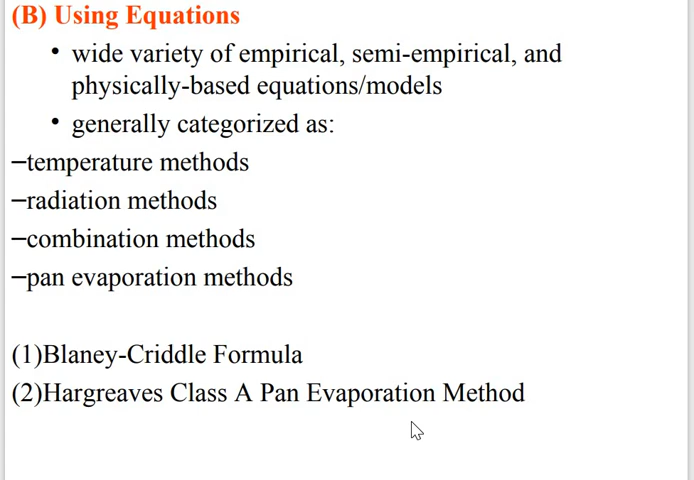 (B) Using Equations
• wide variety of empirical, semi-empirical, and
physically-based equations/models
• generally categorized as:
–temperature methods
–radiation methods
–combination methods
–pan evaporation methods
(1)Blaney-Criddle Formula
(2)Hargreaves Class A Pan Evaporation Method